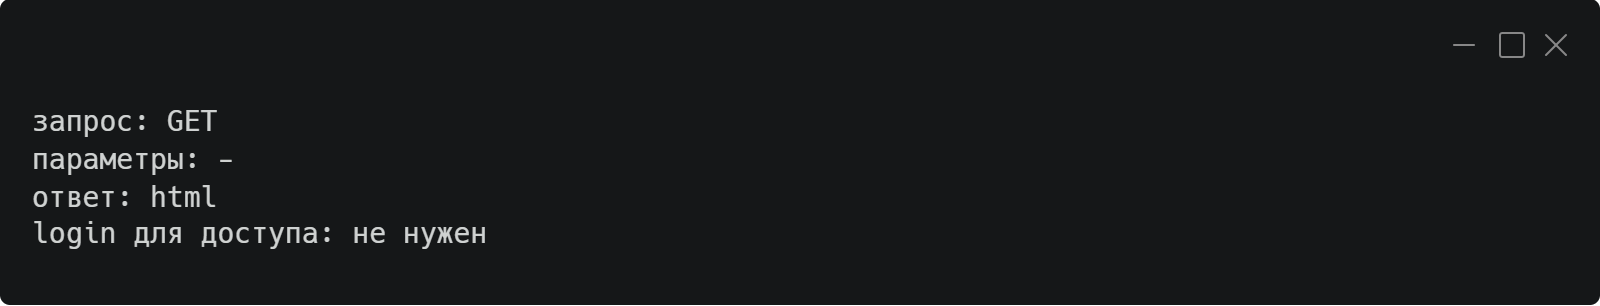 запрос: GET
параметры: -
ответ: html
login для доступа: не нужен